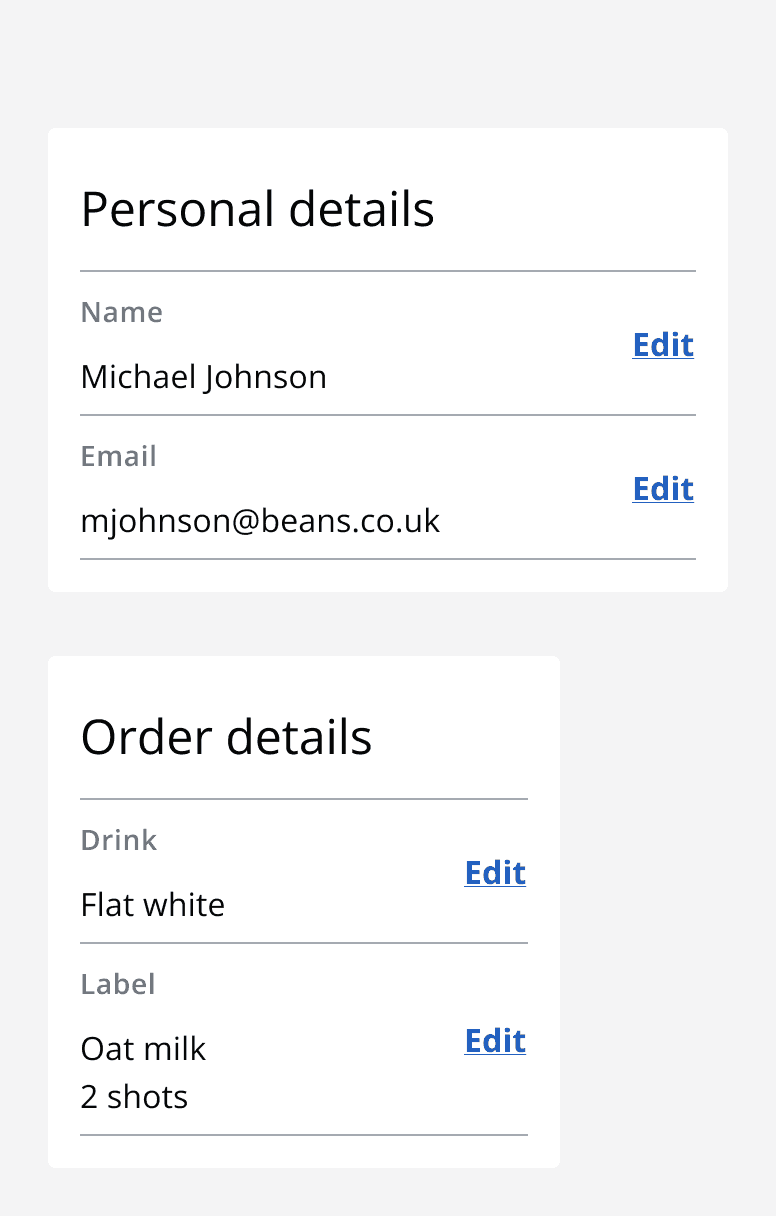 Personal details
Name
Edit
Michael Johnson
Email
Edit
mjohnson@beans.co.uk
Order details
Drink
Edit
Flat white
Label
Edit
Oat milk
2 shots